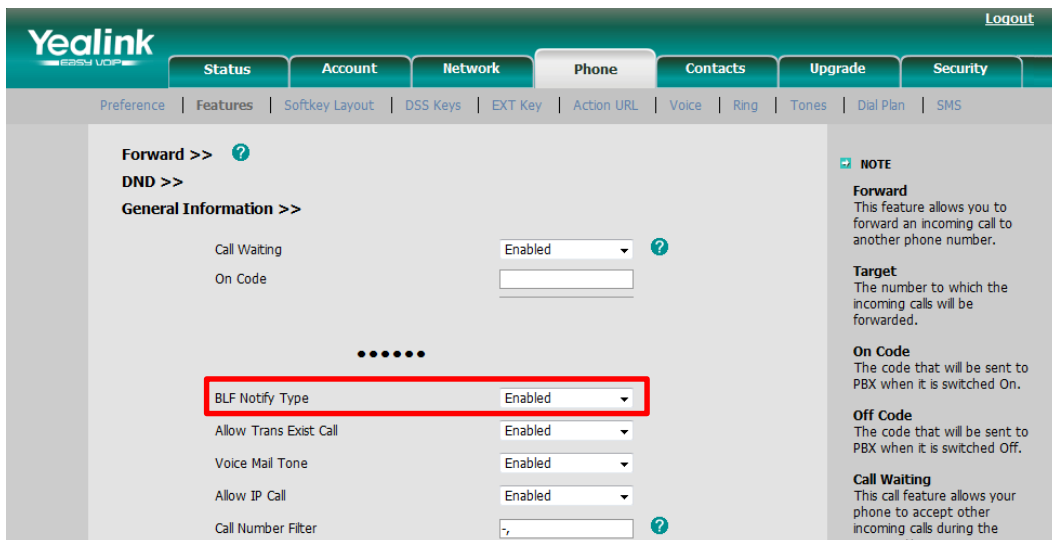 Logout
Yealink
EASY VOIP
Status Account Network Phone Contacts Upgrade Security
Preference | Features | Softkey Layout | DSS Keys | EXT Key | Action URL | Voice | Ring | Tones | Dial Plan | SMS
Forward >> ?
DND >>
General Information >>
Call Waiting Enabled ?
On Code
••••••
BLF Notify Type Enabled
Allow Trans Exist Call Enabled
Voice Mail Tone Enabled
Allow IP Call Enabled
Call Number Filter -, ?
NOTE
Forward
This feature allows you to
forward an incoming call to
another phone number.
Target
The number to which the
incoming calls will be
forwarded.
On Code
The code that will be sent to
PBX when it is switched On.
Off Code
The code that will be sent to
PBX when it is switched Off.
Call Waiting
This call feature allows your
phone to accept other
incoming calls during the